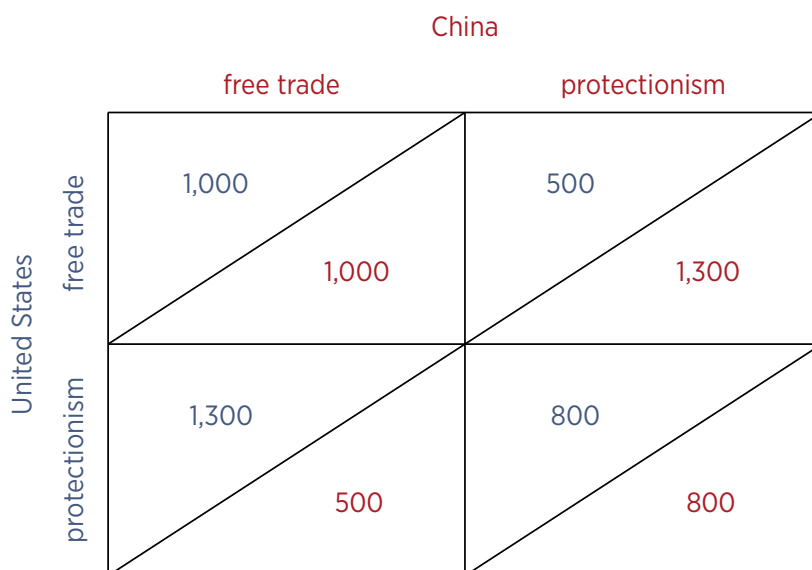 China
free trade
protectionism
United States
free trade
1,000
1,000
500
1,300
protectionism
1,300
500
800
800